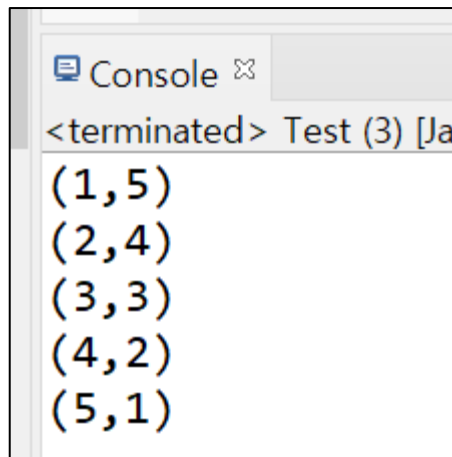 Console
<terminated> Test (3) [Ja
(1,5)
(2,4)
(3,3)
(4,2)
(5,1)